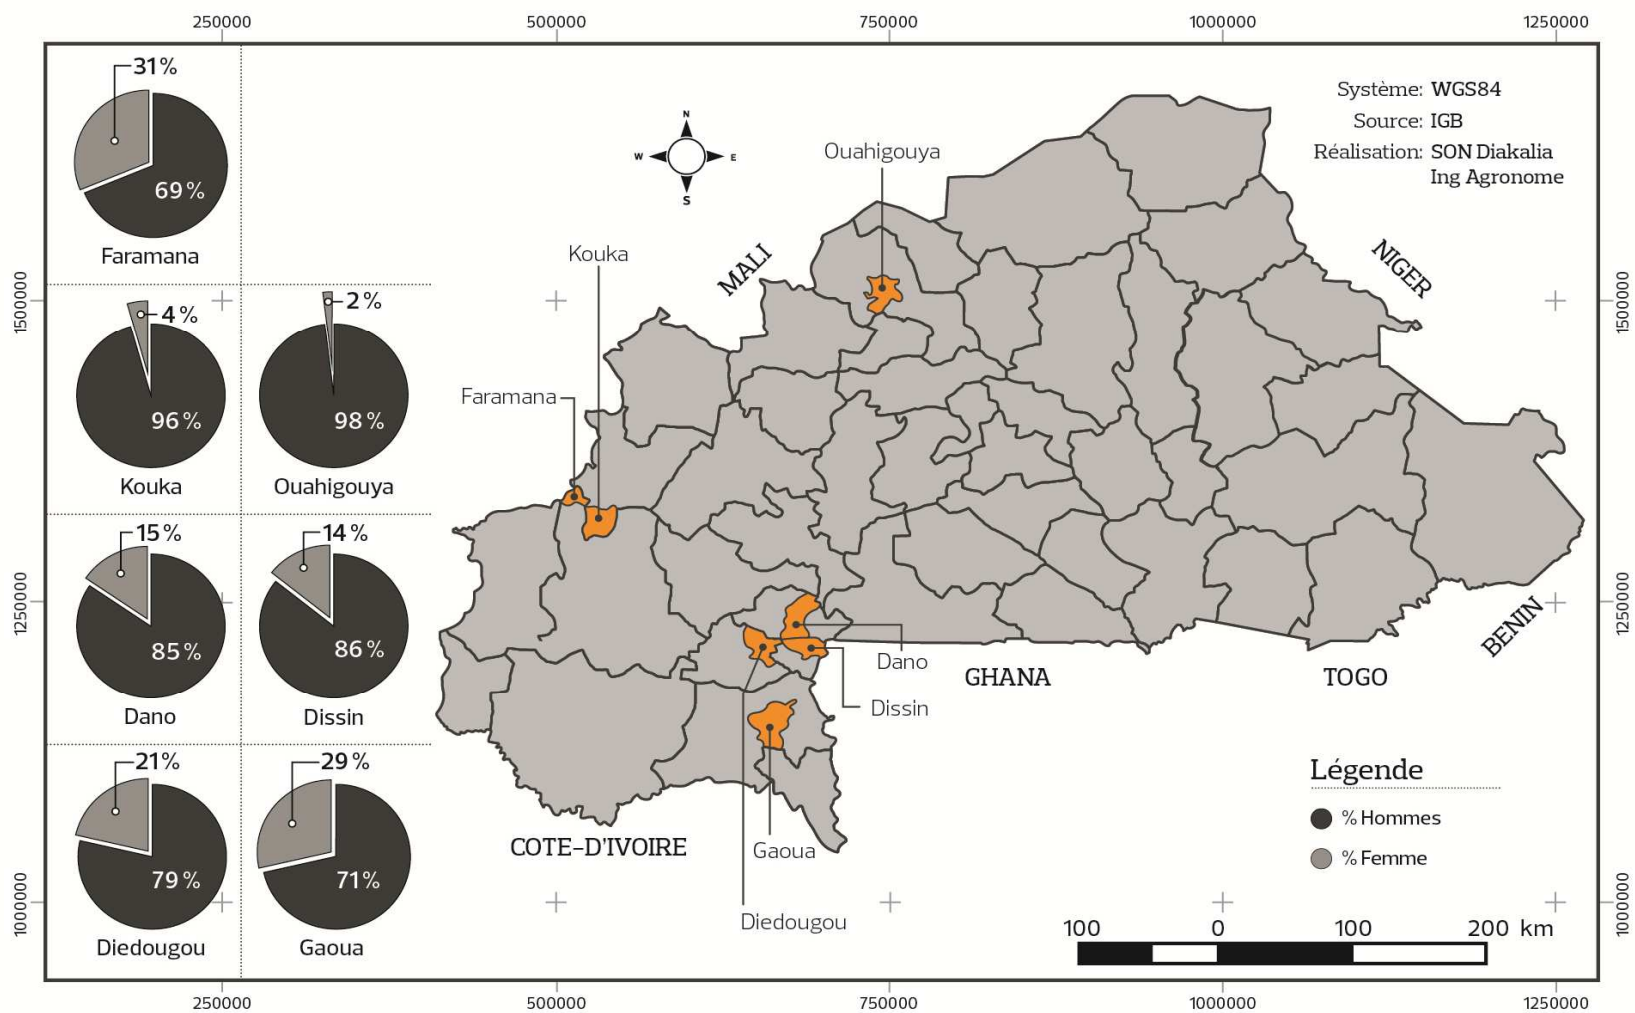 250000
500000
750000
1000000
1250000
31%
69 %
Faramana
4 %
96 %
Kouka
2 %
98 %
Ouahigouya
15 %
85 %
Dano
14 %
86 %
Dissin
21 %
79 %
Diedougou
29 %
71%
Gaoua
1500000
1250000
1000000
N
W
E
S
Système: WGS84
Source: IGB
Réalisation: SON Diakalia
Ing Agronome
Ouahigouya
Kouka
MALI
NIGER
Faramana
Dano
GHANA
TOGO
BENIN
Dissin
COTE-D'IVOIRE
Gaoua
Diedougou
Légende
% Hommes
% Femme
100 0 100 200 km
1500000
1250000
1000000
250000
500000
750000
1000000
1250000